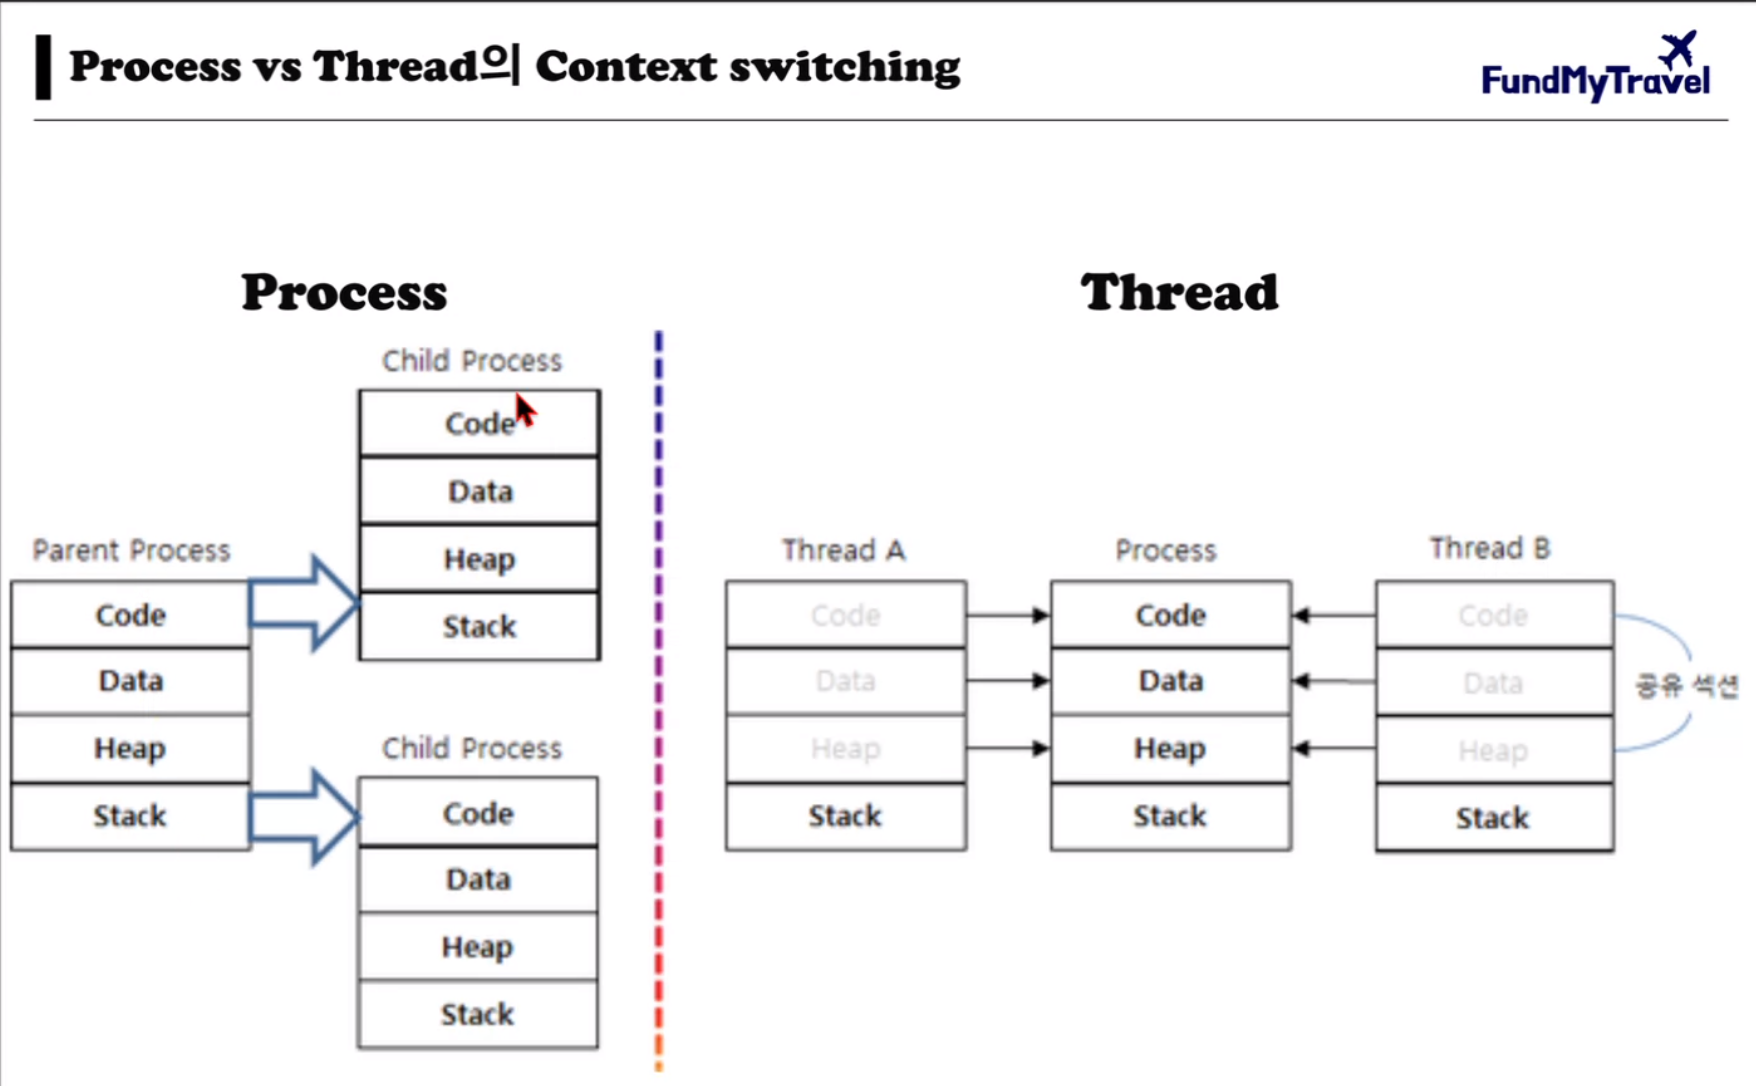 Process vs Thread의 Context switching
FundMyTravel
Process
Child Process
Code
Data
Heap
Stack
Parent Process
Code
Data
Heap
Stack
Child Process
Code
Data
Heap
Stack
Thread
Thread A
Code
Data
Heap
Stack
Process
Code
Data
Heap
Stack
Thread B
Code
Data
Heap
Stack
공유 섹션